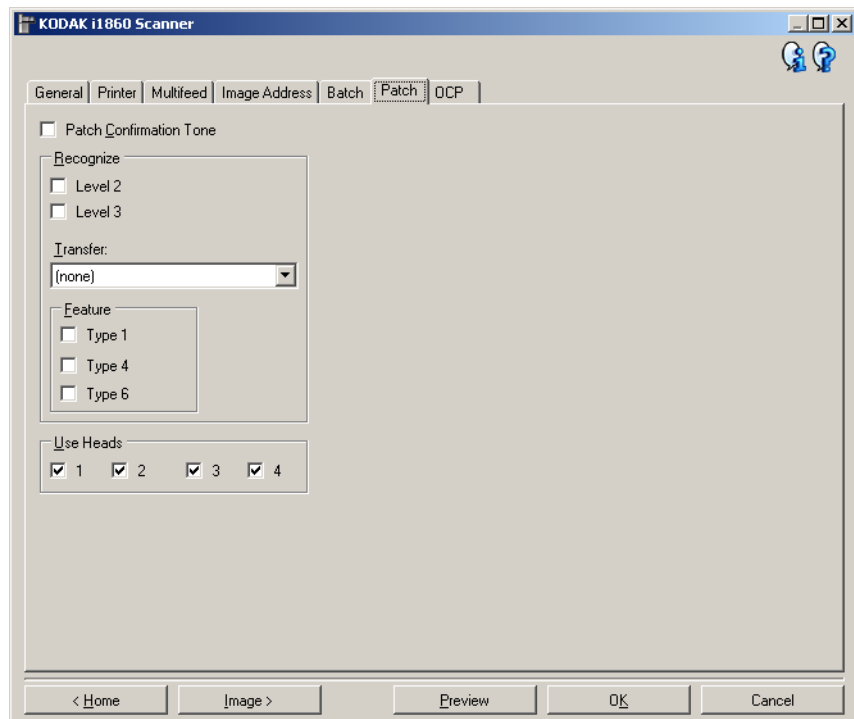 KODAK i1860 Scanner
General Printer Multifeed Image Address Batch Patch OCP
Patch Confirmation Tone
Recognize
Level 2
Level 3
Transfer:
(none)
Feature
Type 1
Type 4
Type 6
Use Heads
1 2 3 4
< Home Image > Preview OK Cancel